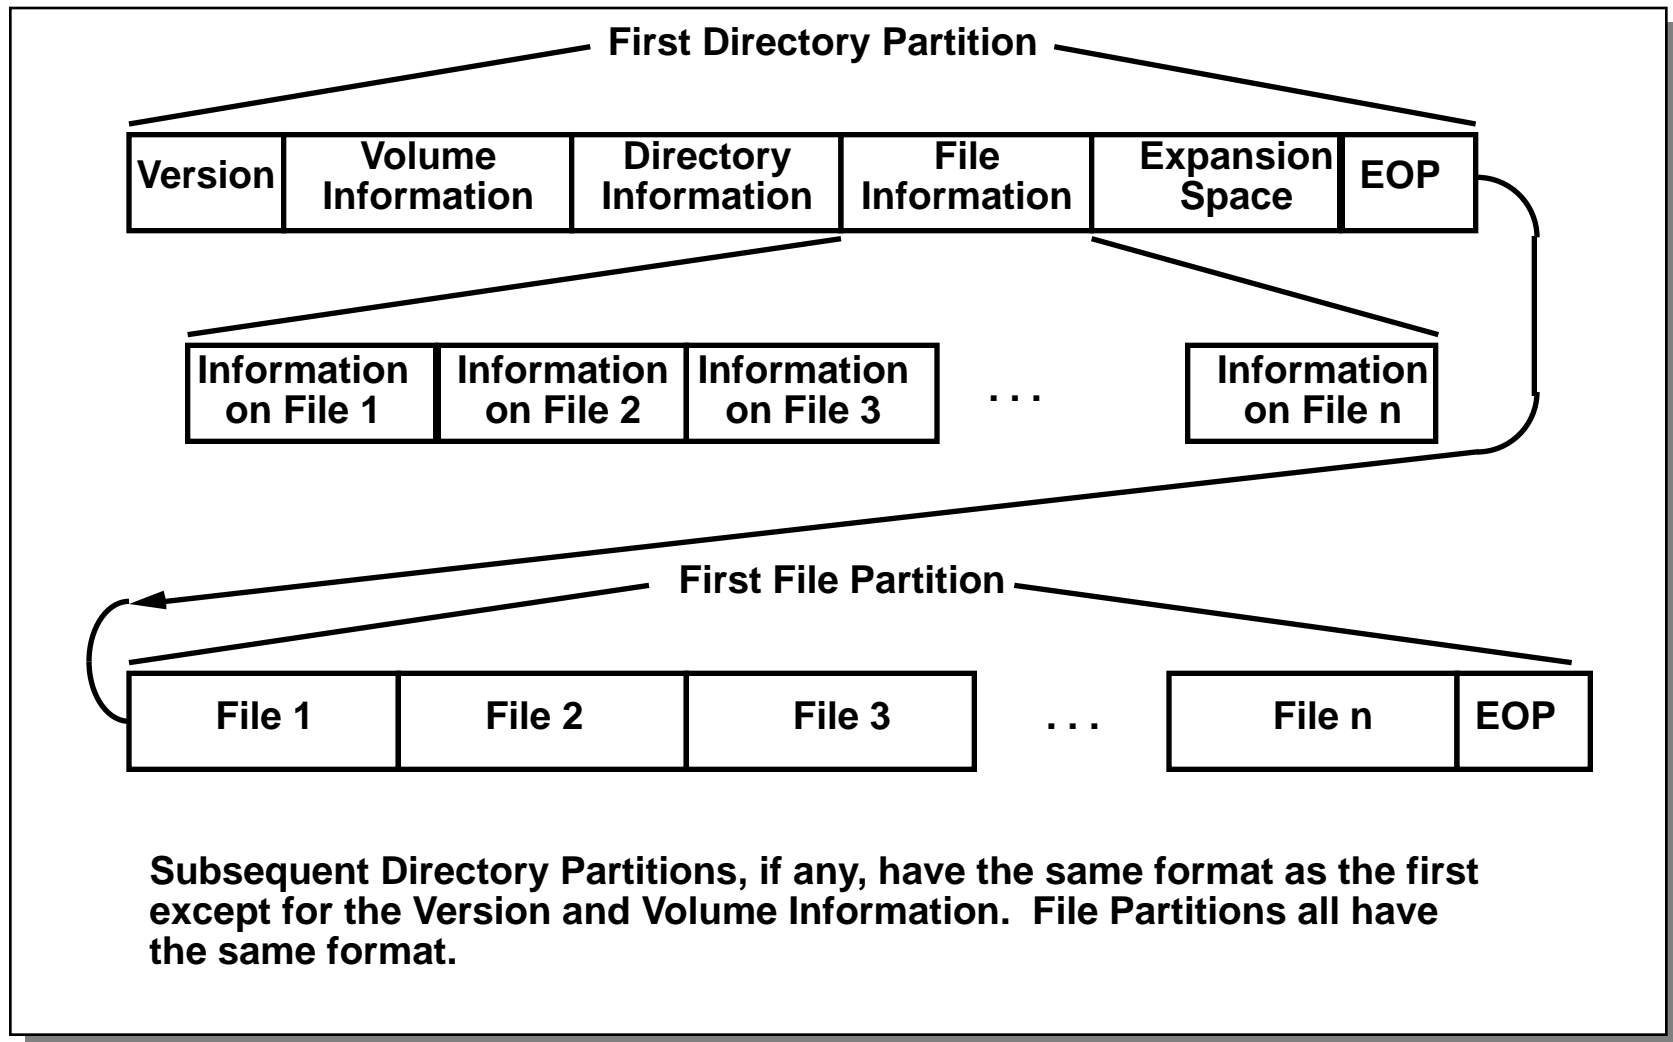 First Directory Partition
Version
Volume
Information
Directory
Information
File
Information
Expansion
Space
EOP
Information
on File 1
Information
on File 2
Information
on File 3
. . .
Information
on File n
First File Partition
File 1
File 2
File 3
. . .
File n
EOP
Subsequent Directory Partitions, if any, have the same format as the first
except for the Version and Volume Information.  File Partitions all have
the same format.